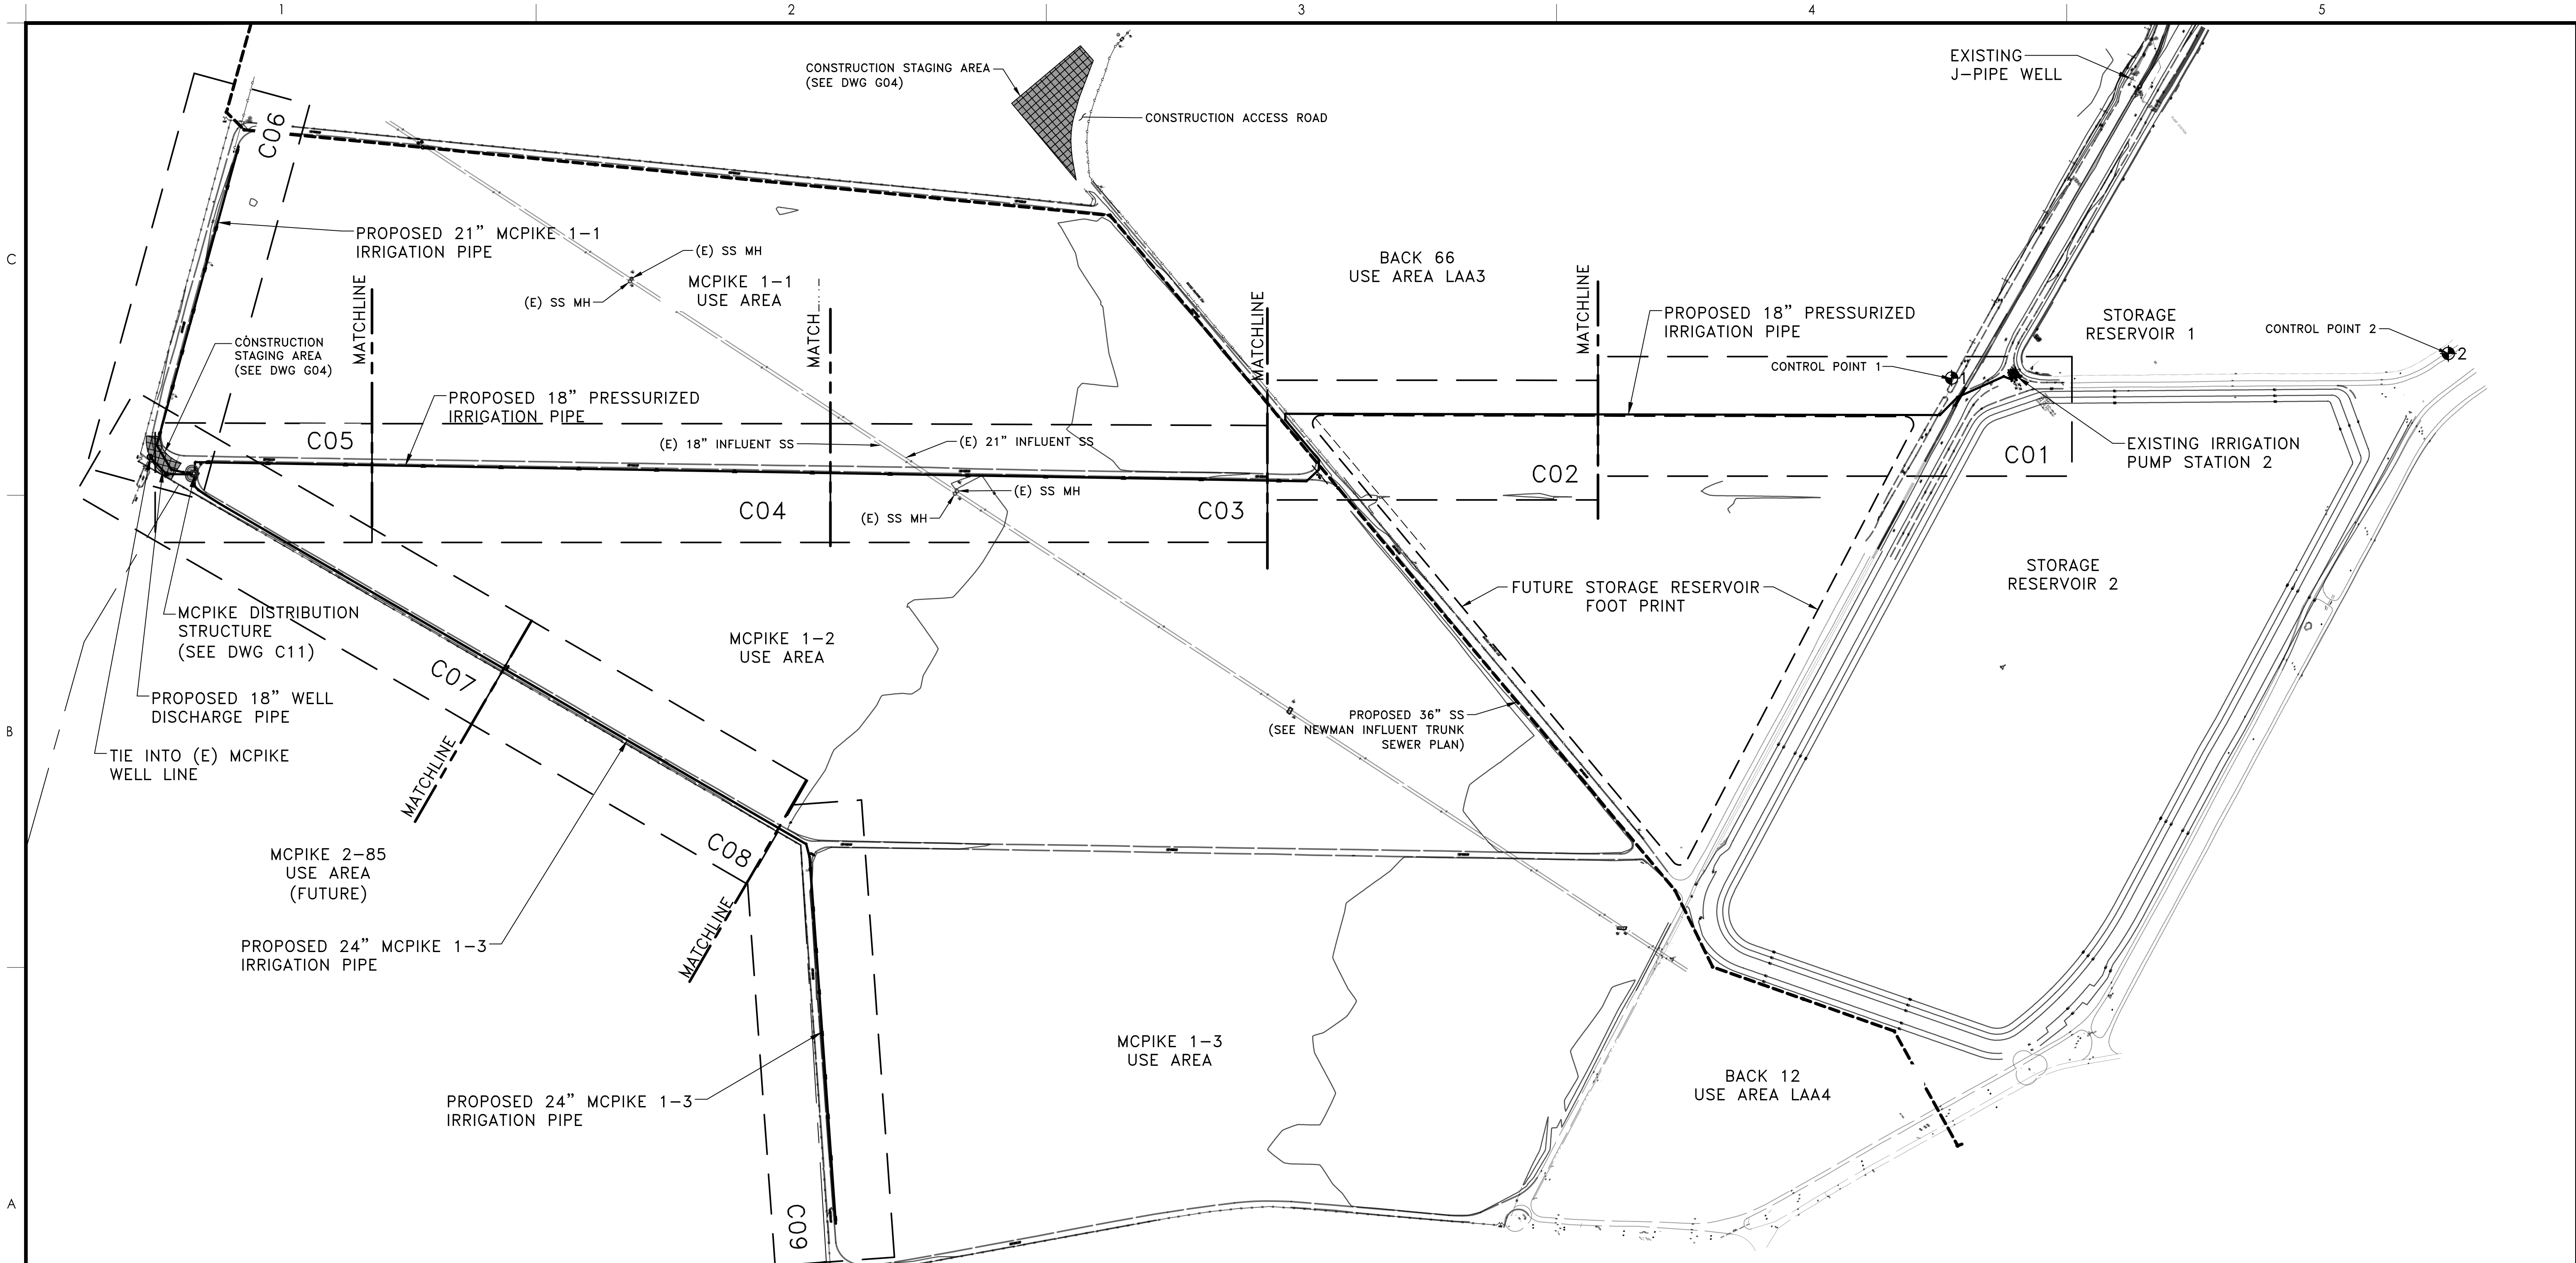 1
2
3
4
5
C
B
A
CONSTRUCTION STAGING AREA
(SEE DWG G04)
CONSTRUCTION ACCESS ROAD
EXISTING
J-PIPE WELL
C06
PROPOSED 21" MCPIKE 1-1
IRRIGATION PIPE
(E) SS MH
(E) SS MH
MCPIKE 1-1
USE AREA
BACK 66
USE AREA LAA3
MATCHLINE
MATCH
MATCHLINE
MATCHLINE
PROPOSED 18" PRESSURIZED
IRRIGATION PIPE
STORAGE
RESERVOIR 1
CONTROL POINT 2
2
CONTROL POINT 1
CONSTRUCTION
STAGING AREA
(SEE DWG G04)
PROPOSED 18" PRESSURIZED
IRRIGATION PIPE
C05
(E) 18" INFLUENT SS
(E) 21" INFLUENT SS
EXISTING IRRIGATION
PUMP STATION 2
C01
C02
C03
C04
(E) SS MH
(E) SS MH
STORAGE
RESERVOIR 2
FUTURE STORAGE RESERVOIR
FOOT PRINT
MCPIKE DISTRIBUTION
STRUCTURE
(SEE DWG C11)
MCPIKE 1-2
USE AREA
C07
PROPOSED 18" WELL
DISCHARGE PIPE
PROPOSED 36" SS
(SEE NEWMAN INFLUENT TRUNK
SEWER PLAN)
TIE INTO (E) MCPIKE
WELL LINE
MATCHLINE
C08
MCPIKE 2-85
USE AREA
(FUTURE)
MATCHLINE
PROPOSED 24" MCPIKE 1-3
IRRIGATION PIPE
MCPIKE 1-3
USE AREA
BACK 12
USE AREA LAA4
PROPOSED 24" MCPIKE 1-3
IRRIGATION PIPE
C09